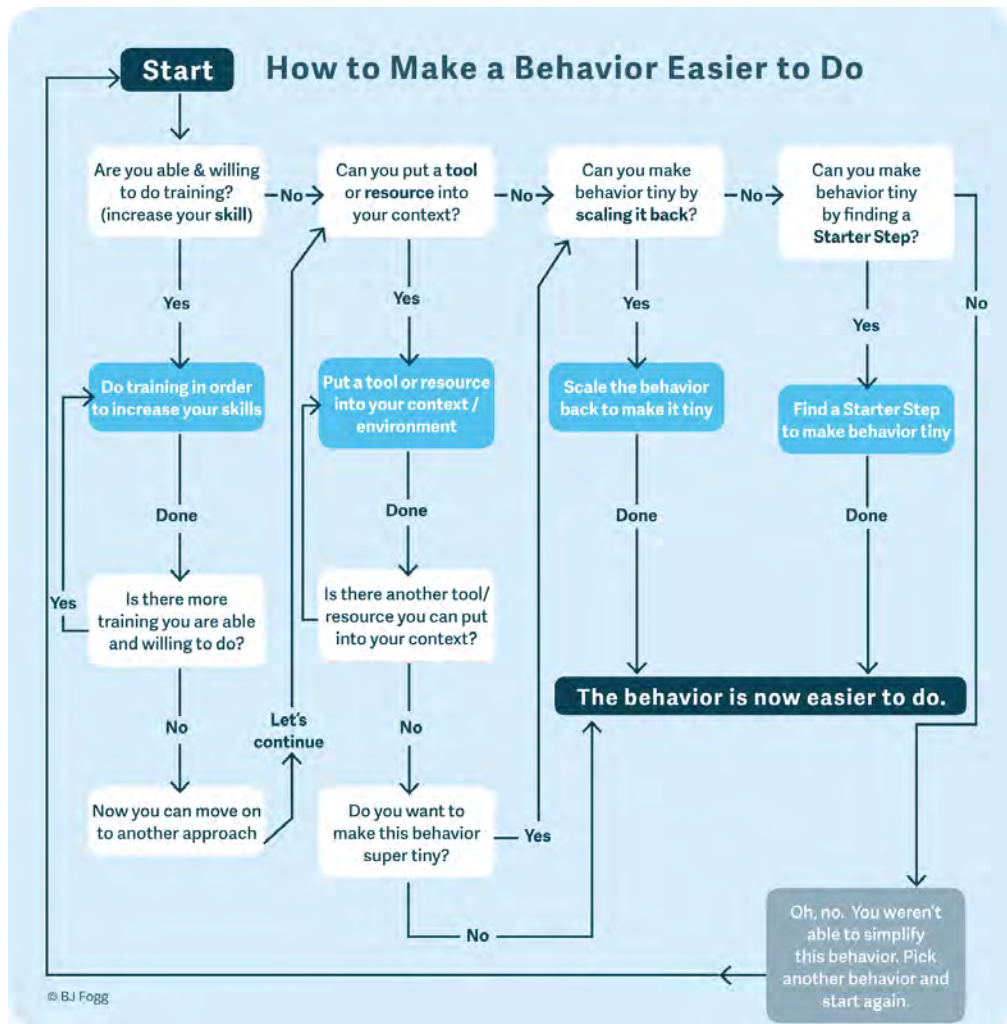 Start
How to Make a Behavior Easier to Do
Are you able & willing
to do training?
(increase your skill)
No
Can you put a tool
or resource into
your context?
No
Can you make
behavior tiny by
scaling it back?
No
Can you make
behavior tiny
by finding a
Starter Step?
No
Yes
Yes
Yes
Yes
Do training in order
to increase your skills
Put a tool or resource
into your context /
environment
Scale the behavior
back to make it tiny
Find a Starter Step
to make behavior tiny
Done
Done
Done
Done
Yes
Is there more
training you are able
and willing to do?
Is there another tool/
resource you can put
into your context?
The behavior is now easier to do.
No
Let's
continue
No
Now you can move on
to another approach
Do you want to
make this behavior
super tiny?
Yes
No
Oh, no. You weren't
able to simplify
this behavior. Pick
another behavior and
start again.
© BJ Fogg